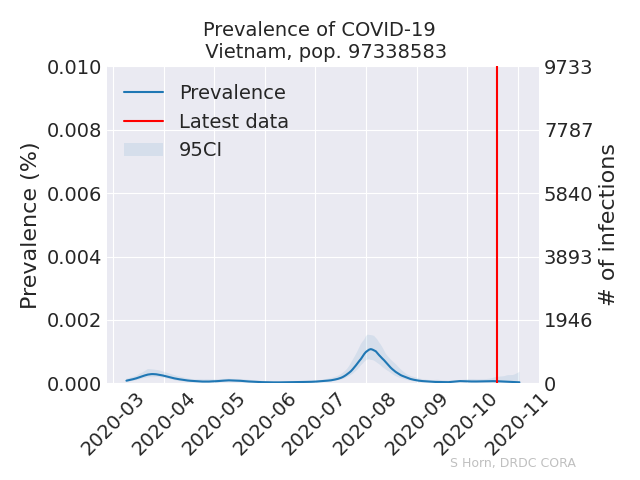 Prevalence of COVID-19
Vietnam, pop. 97338583
Prevalence
Latest data
95CI
Prevalence (%)
0.010
0.008
0.006
0.004
0.002
0.000
9733
7787
5840
3893
1946
0
# of infections
2020-03
2020-04
2020-05
2020-06
2020-07
2020-08
2020-09
2020-10
2020-11
S Horn, DRDC CORA